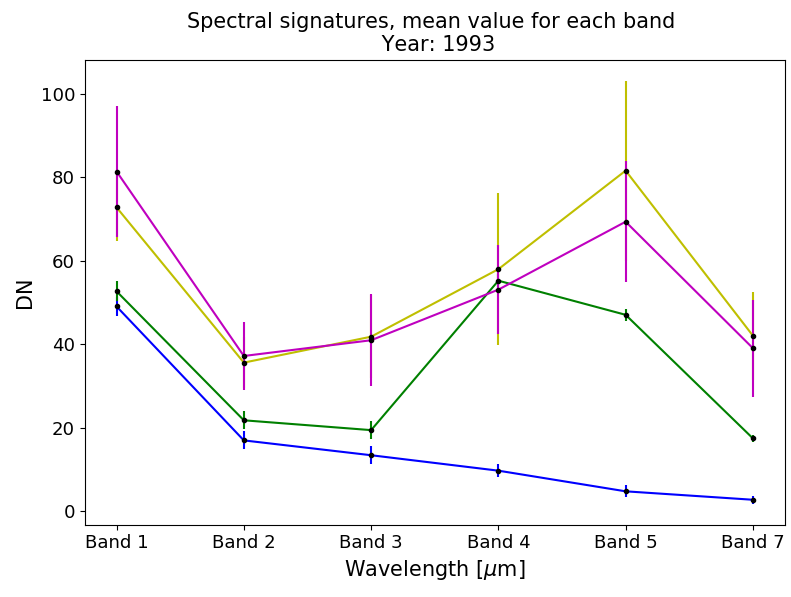 Spectral signatures, mean value for each band
Year: 1993
100
80
60
40
20
0
DN
Band 1 Band 2 Band 3 Band 4 Band 5 Band 7
Wavelength [μm]